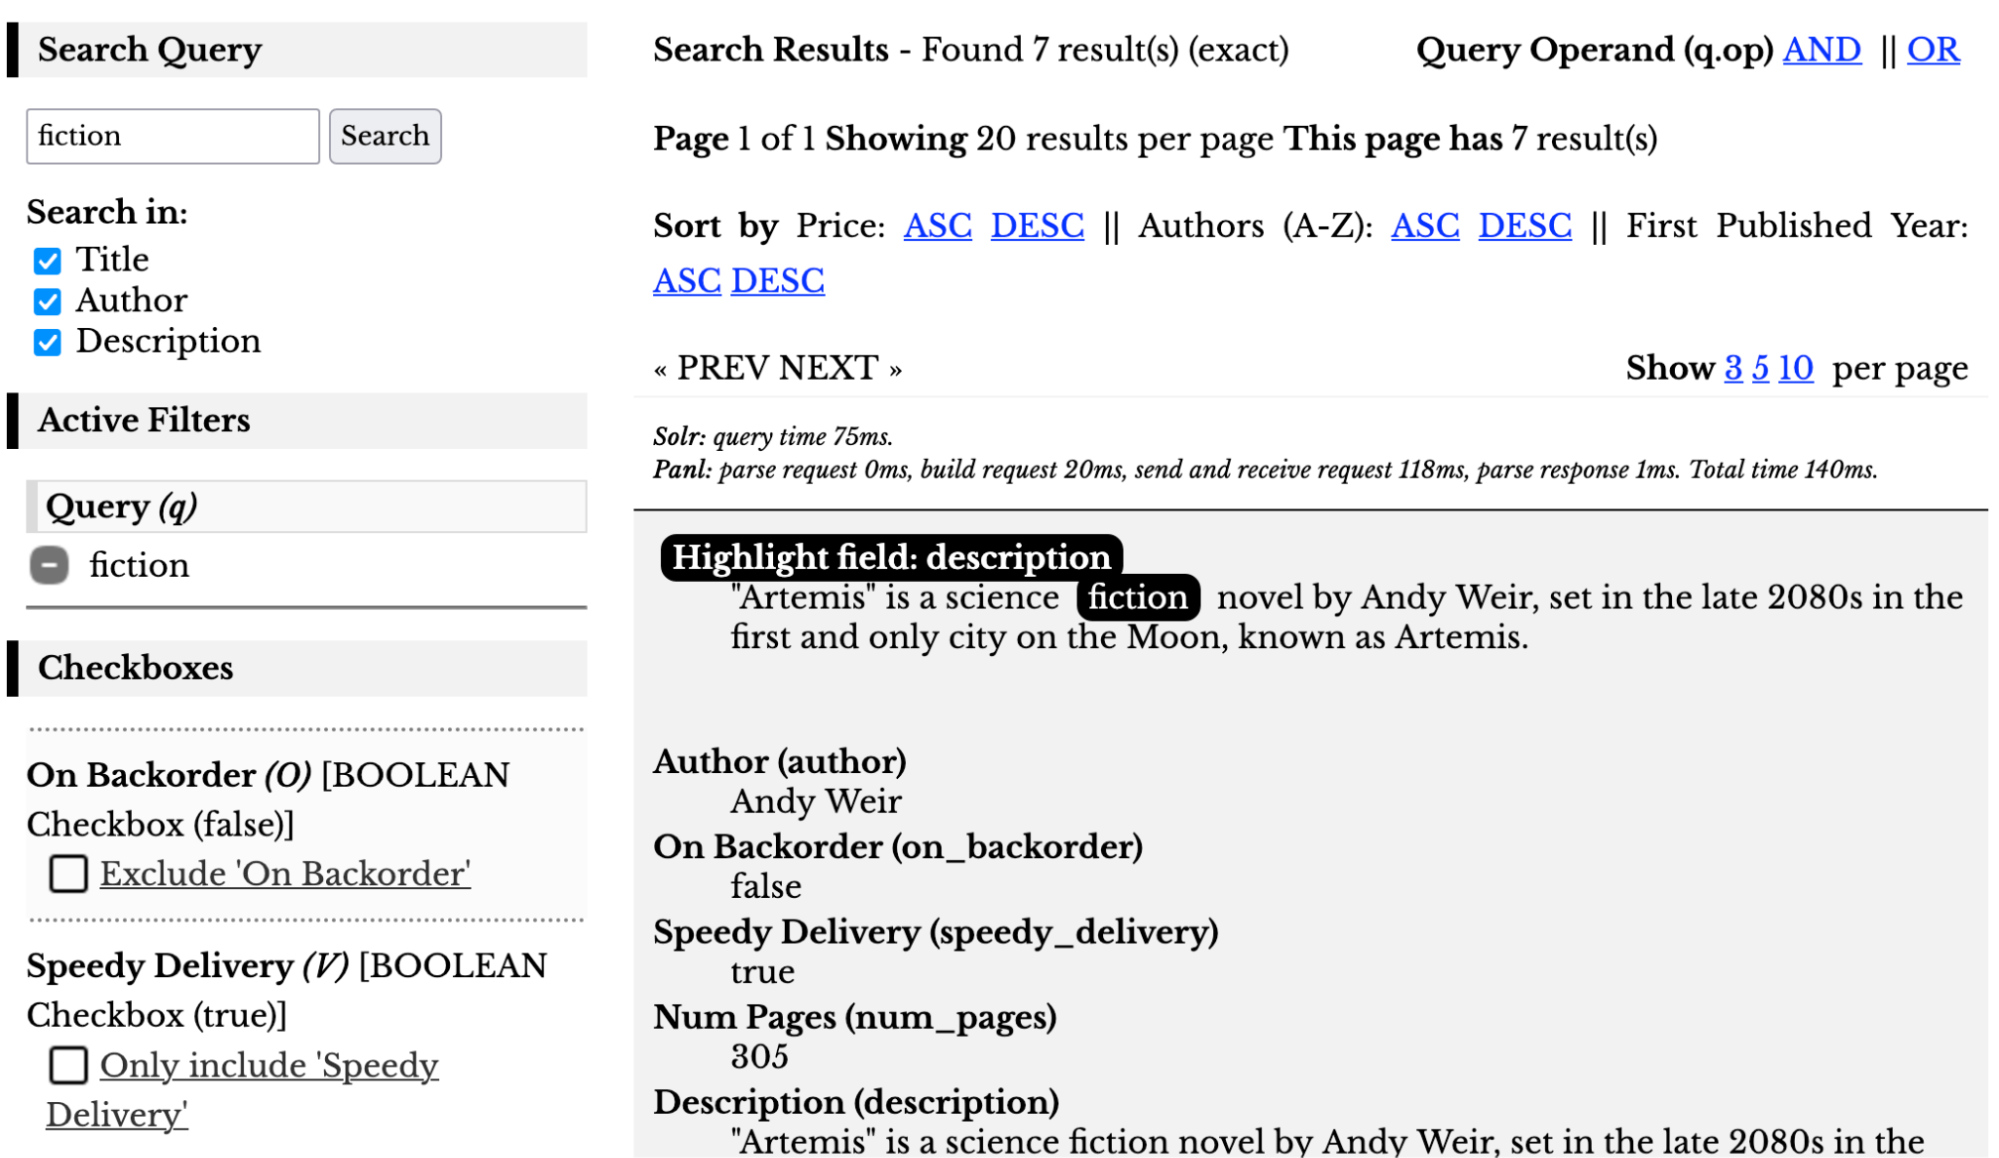 Search Query
fiction Search
Search in:
Title
Author
Description
Active Filters
Query (q)
fiction
Checkboxes
On Backorder (O) [BOOLEAN
Checkbox (false)]
Exclude 'On Backorder'
Speedy Delivery (V) [BOOLEAN
Checkbox (true)]
Only include 'Speedy
Delivery'
Search Results - Found 7 result(s) (exact) Query Operand (q.op) AND || OR
Page 1 of 1 Showing 20 results per page This page has 7 result(s)
Sort by Price: ASC DESC || Authors (A-Z): ASC DESC || First Published Year:
ASC DESC
« PREV NEXT » Show 3 5 10 per page
Solr: query time 75ms.
Panl: parse request 0ms, build request 20ms, send and receive request 118ms, parse response 1ms. Total time 140ms.
Highlight field: description
"Artemis" is a science fiction novel by Andy Weir, set in the late 2080s in the
first and only city on the Moon, known as Artemis.
Author (author)
Andy Weir
On Backorder (on_backorder)
false
Speedy Delivery (speedy_delivery)
true
Num Pages (num_pages)
305
Description (description)
"Artemis" is a science fiction novel by Andy Weir, set in the late 2080s in the